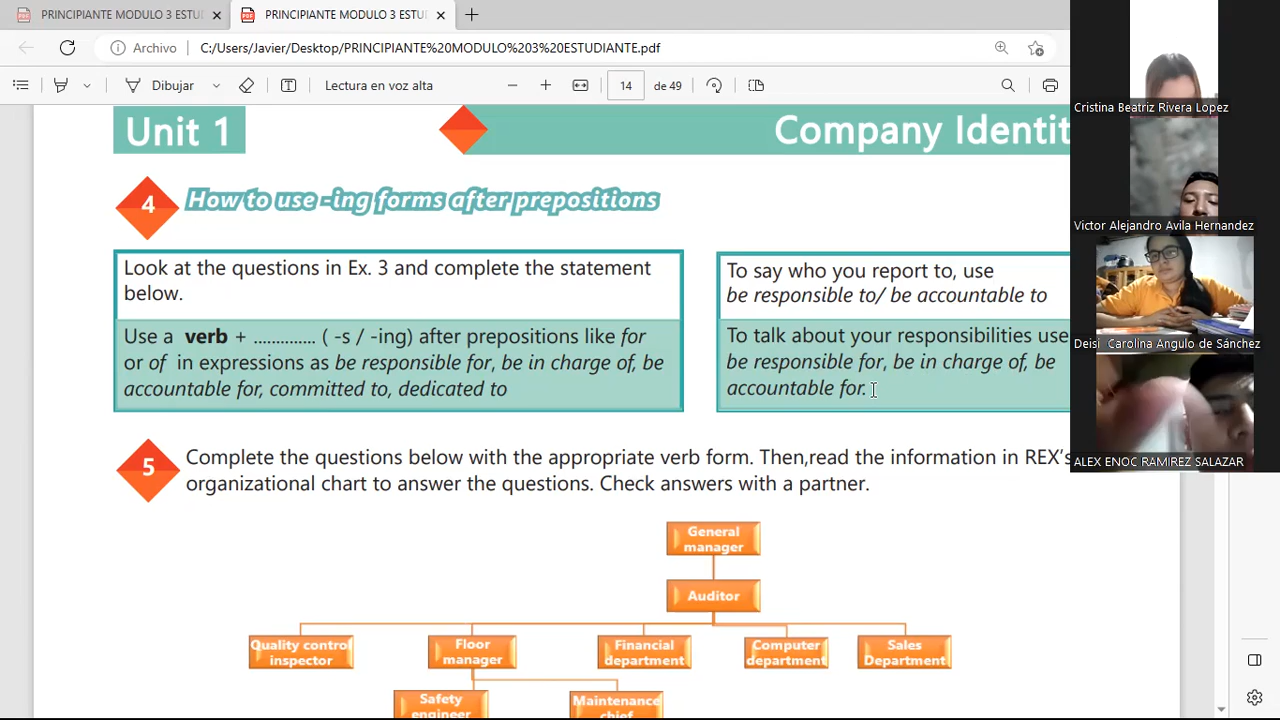 PRINCIPIANTE MODULO 3 ESTU
PRINCIPIANTE MODULO 3 ESTU
Archivo
C:/Users/Javier/Desktop/PRINCIPIANTE%20MODULO%203%20ESTUDIANTE.pdf
Dibujar
Lectura en voz alta
14
de 49
Unit 1
Company Identit
4
How to use -ing forms after prepositions
Look at the questions in Ex. 3 and complete the statement
below.
Use a verb + ............. ( -s / -ing) after prepositions like for
or of in expressions as be responsible for, be in charge of, be
accountable for, committed to, dedicated to
To say who you report to, use
be responsible to/ be accountable to
To talk about your responsibilities use
be responsible for, be in charge of, be
accountable for.
5
Complete the questions below with the appropriate verb form. Then,read the information in REX's
organizational chart to answer the questions. Check answers with a partner.
General
manager
Auditor
Quality control
inspector
Floor
manager
Financial
department
Computer
department
Sales
Department
Safety
engineer
Maintenance
chief
Cristina Beatriz Rivera Lopez
Victor Alejandro Avila Hernandez
Deisi Carolina Angulo de Sánchez
ALEX ENOC RAMIREZ SALAZAR